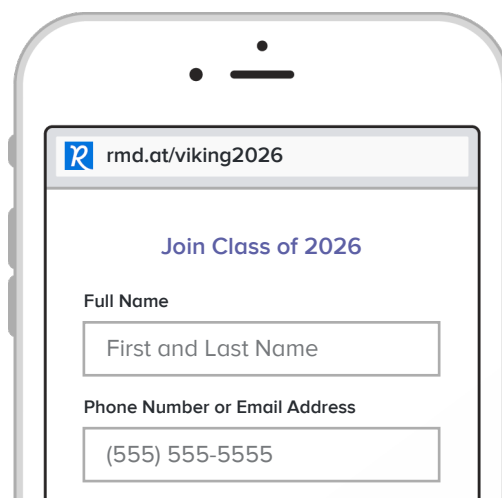 rmd.at/viking2026
Join Class of 2026
Full Name
First and Last Name
Phone Number or Email Address
(555) 555-5555